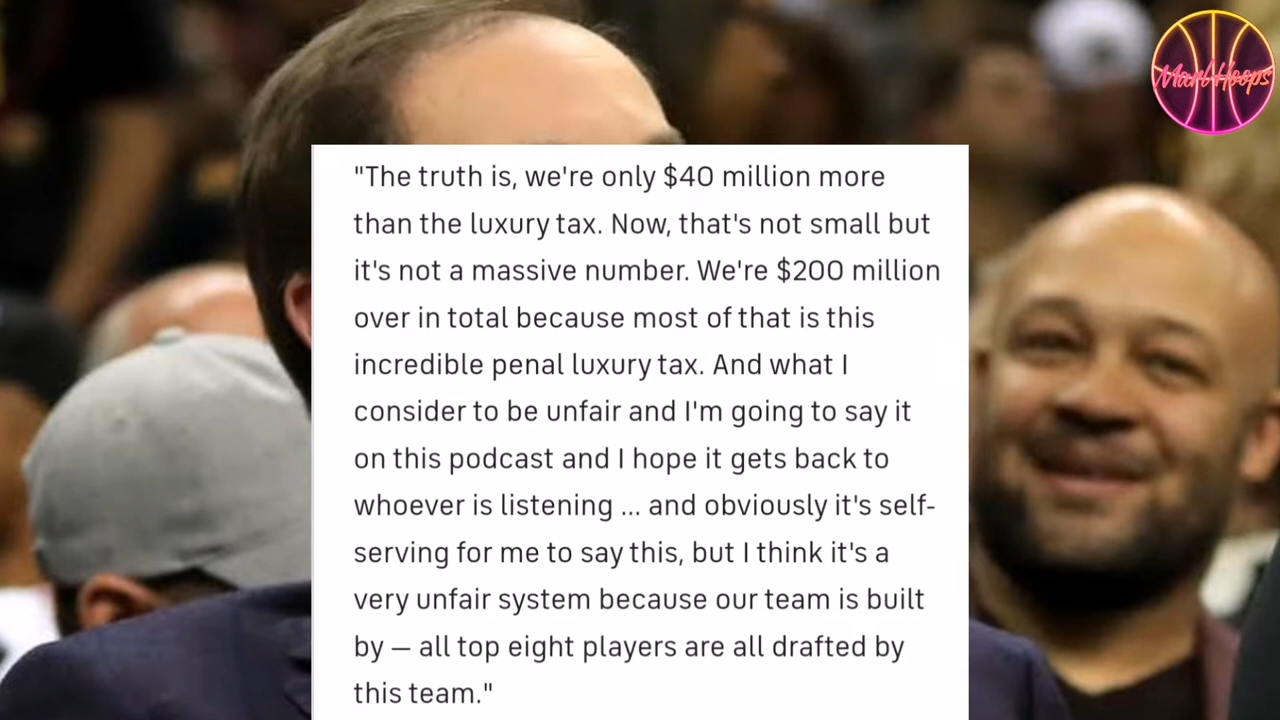 MarkHoops
"The truth is, we're only $40 million more
than the luxury tax. Now, that's not small but
it's not a massive number. We're $200 million
over in total because most of that is this
incredible penal luxury tax. And what I
consider to be unfair and I'm going to say it
on this podcast and I hope it gets back to
whoever is listening ... and obviously it's self-
serving for me to say this, but I think it's a
very unfair system because our team is built
by — all top eight players are all drafted by
this team."